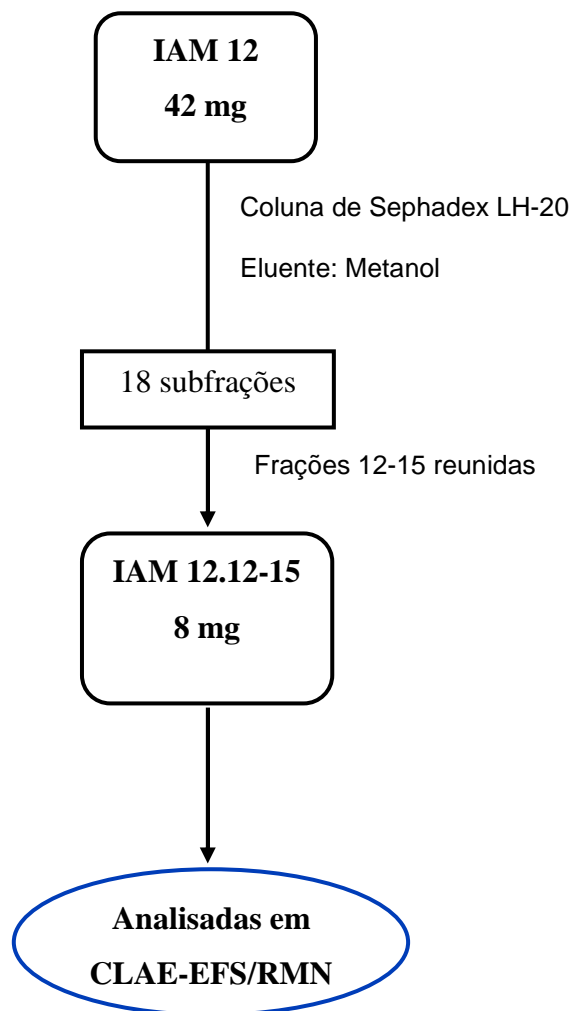 IAM 12
42 mg
Coluna de Sephadex LH-20
Eluente: Metanol
18 subfrações
Frações 12-15 reunidas
IAM 12.12-15
8 mg
Analisadas em
CLAE-EFS/RMN